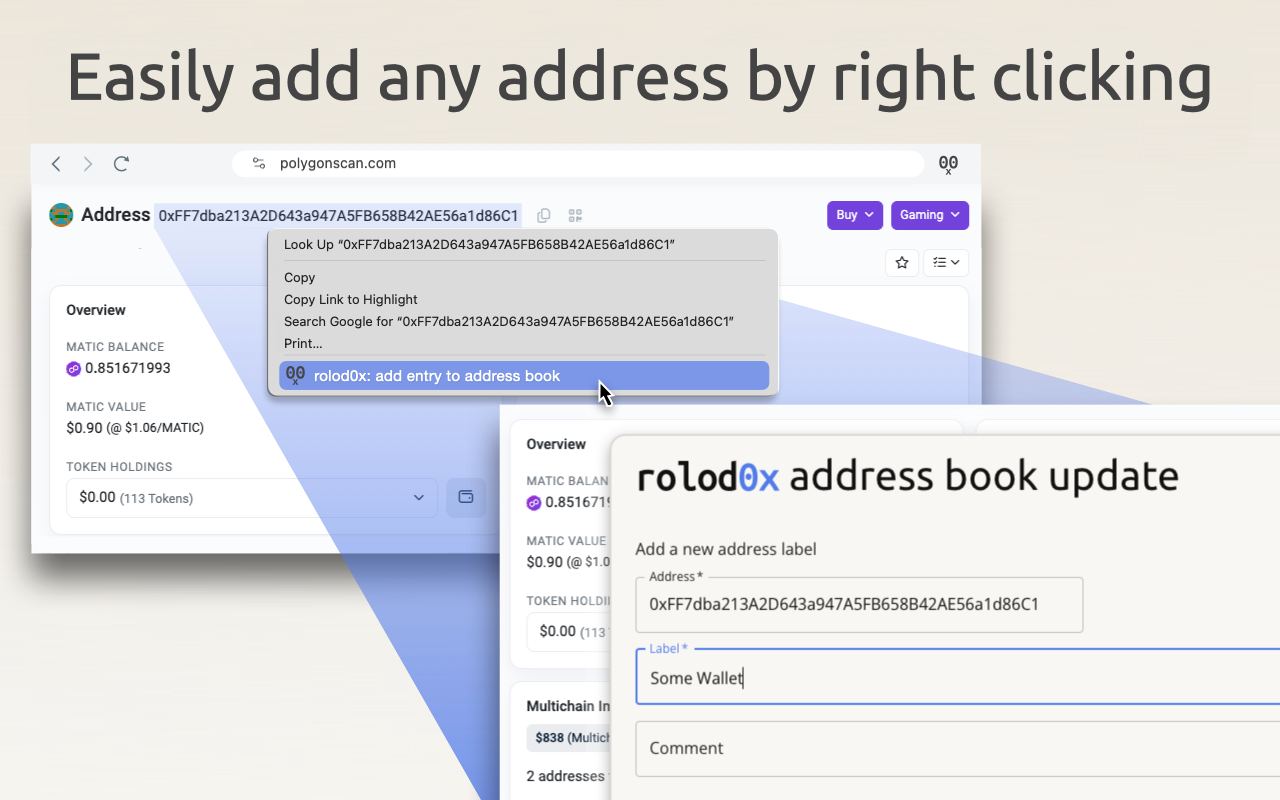 Easily add any address by right clicking
polygonscan.com
00
x
Address 0xFF7dba213A2D643a947A5FB658B42AE56a1d86C1
Buy
Gaming
Look Up “0xFF7dba213A2D643a947A5FB658B42AE56a1d86C1”
Copy
Copy Link to Highlight
Search Google for “0xFF7dba213A2D643a947A5FB658B42AE56a1d86C1”
Print...
00
x
rolod0x: add entry to address book
Overview
MATIC BALANCE
0.851671993
MATIC VALUE
$0.90 (@ $1.06/MATIC)
TOKEN HOLDINGS
$0.00 (113 Tokens)
Overview
MATIC BALAN
0.8516719
MATIC VALUE
$0.90 (@ $1.0
TOKEN HOLDI
$0.00 (113
Multichain In
$838 (Multich
2 addresses
rolod0x address book update
Add a new address label
Address*
0xFF7dba213A2D643a947A5FB658B42AE56a1d86C1
Label*
Some Wallet
Comment